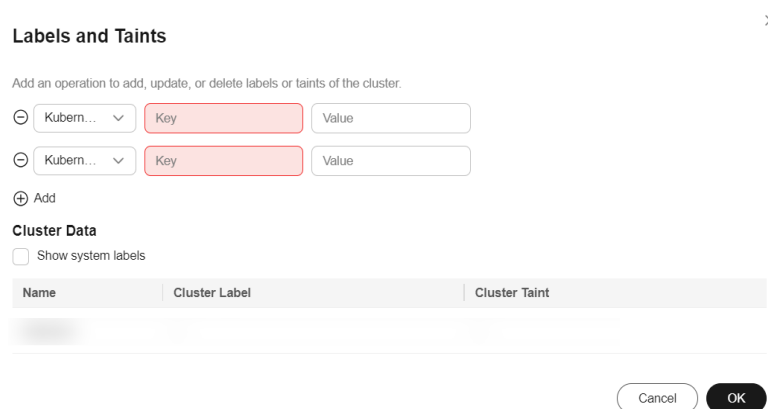 Labels and Taints
Add an operation to add, update, or delete labels or taints of the cluster.
Kubern... Key Value
Kubern... Key Value
Add
Cluster Data
Show system labels
Name Cluster Label Cluster Taint
Cancel OK